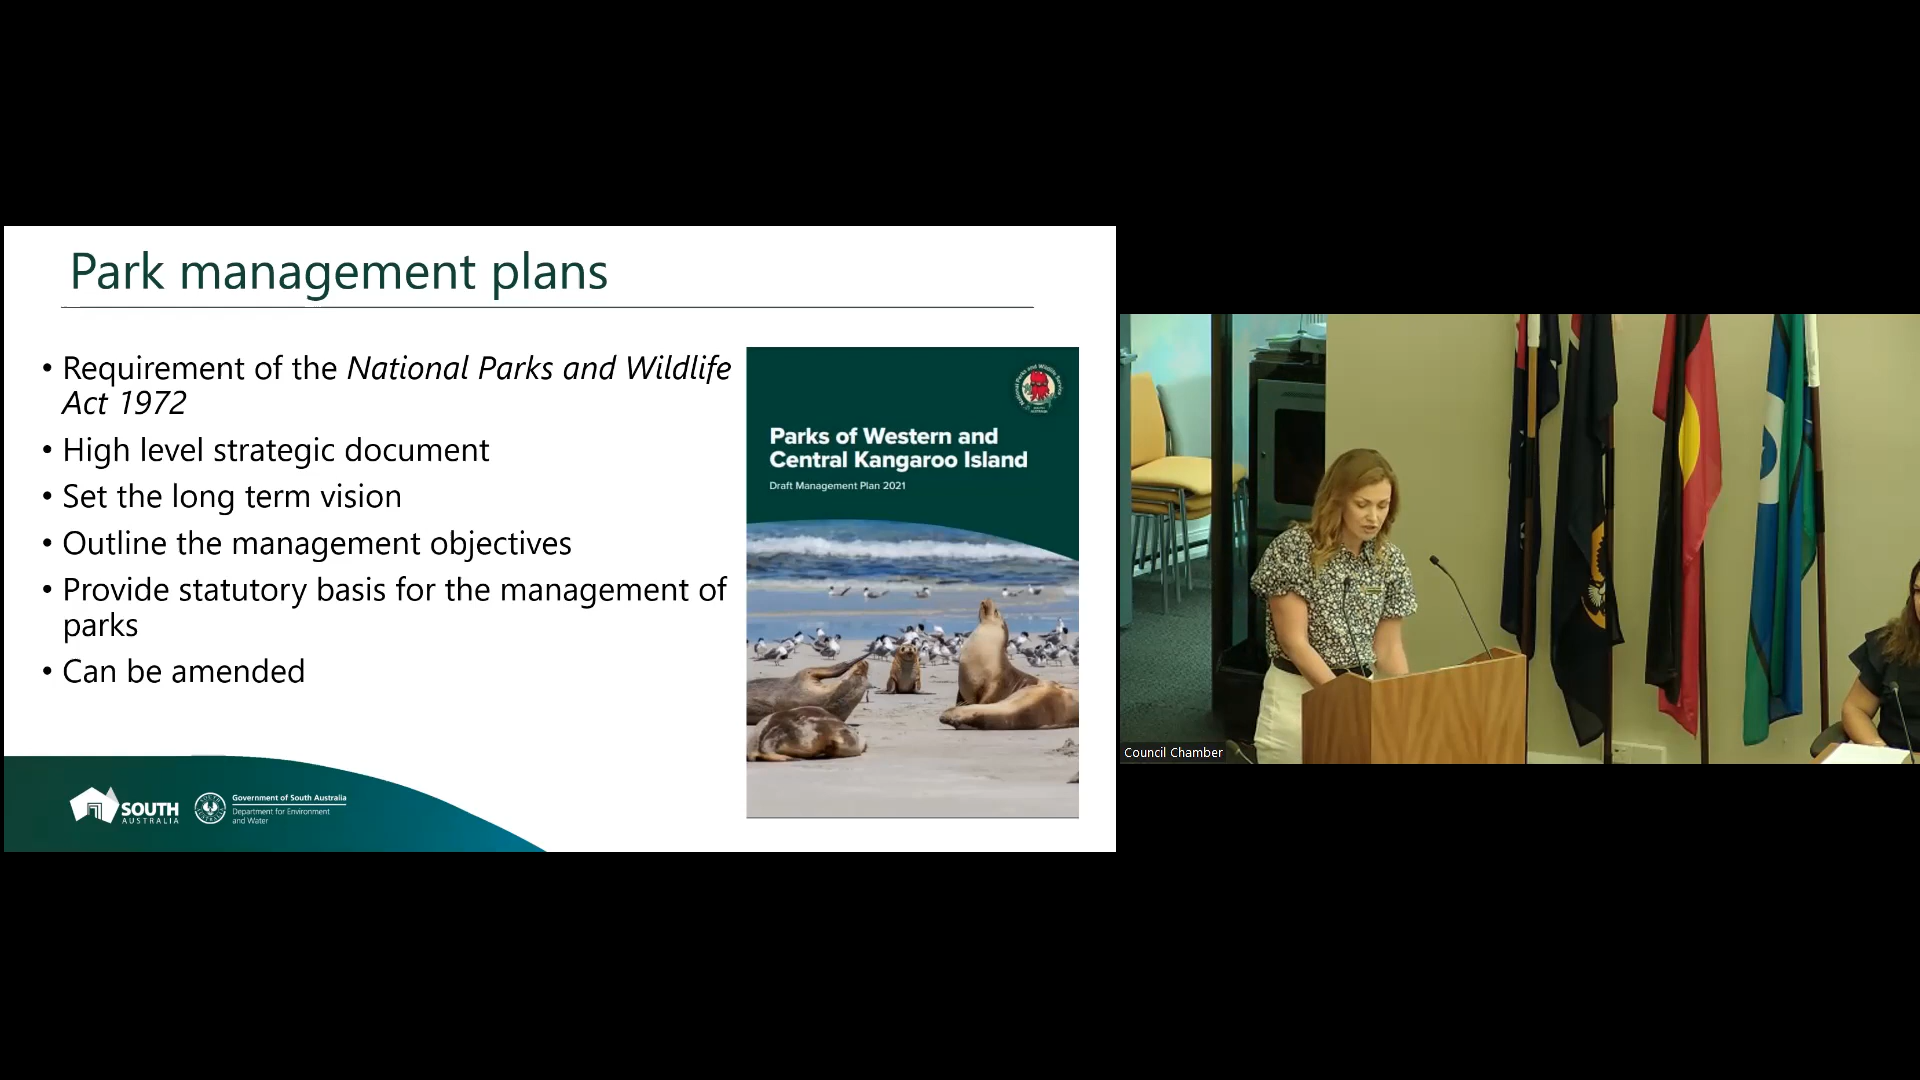 Park management plans
• Requirement of the National Parks and Wildlife
Act 1972
• High level strategic document
• Set the long term vision
• Outline the management objectives
• Provide statutory basis for the management of
parks
• Can be amended
Parks of Western and
Central Kangaroo Island
Draft Management Plan 2021
SOUTH
AUSTRALIA
Government of South Australia
Department for Environment
and Water
Council Chamber